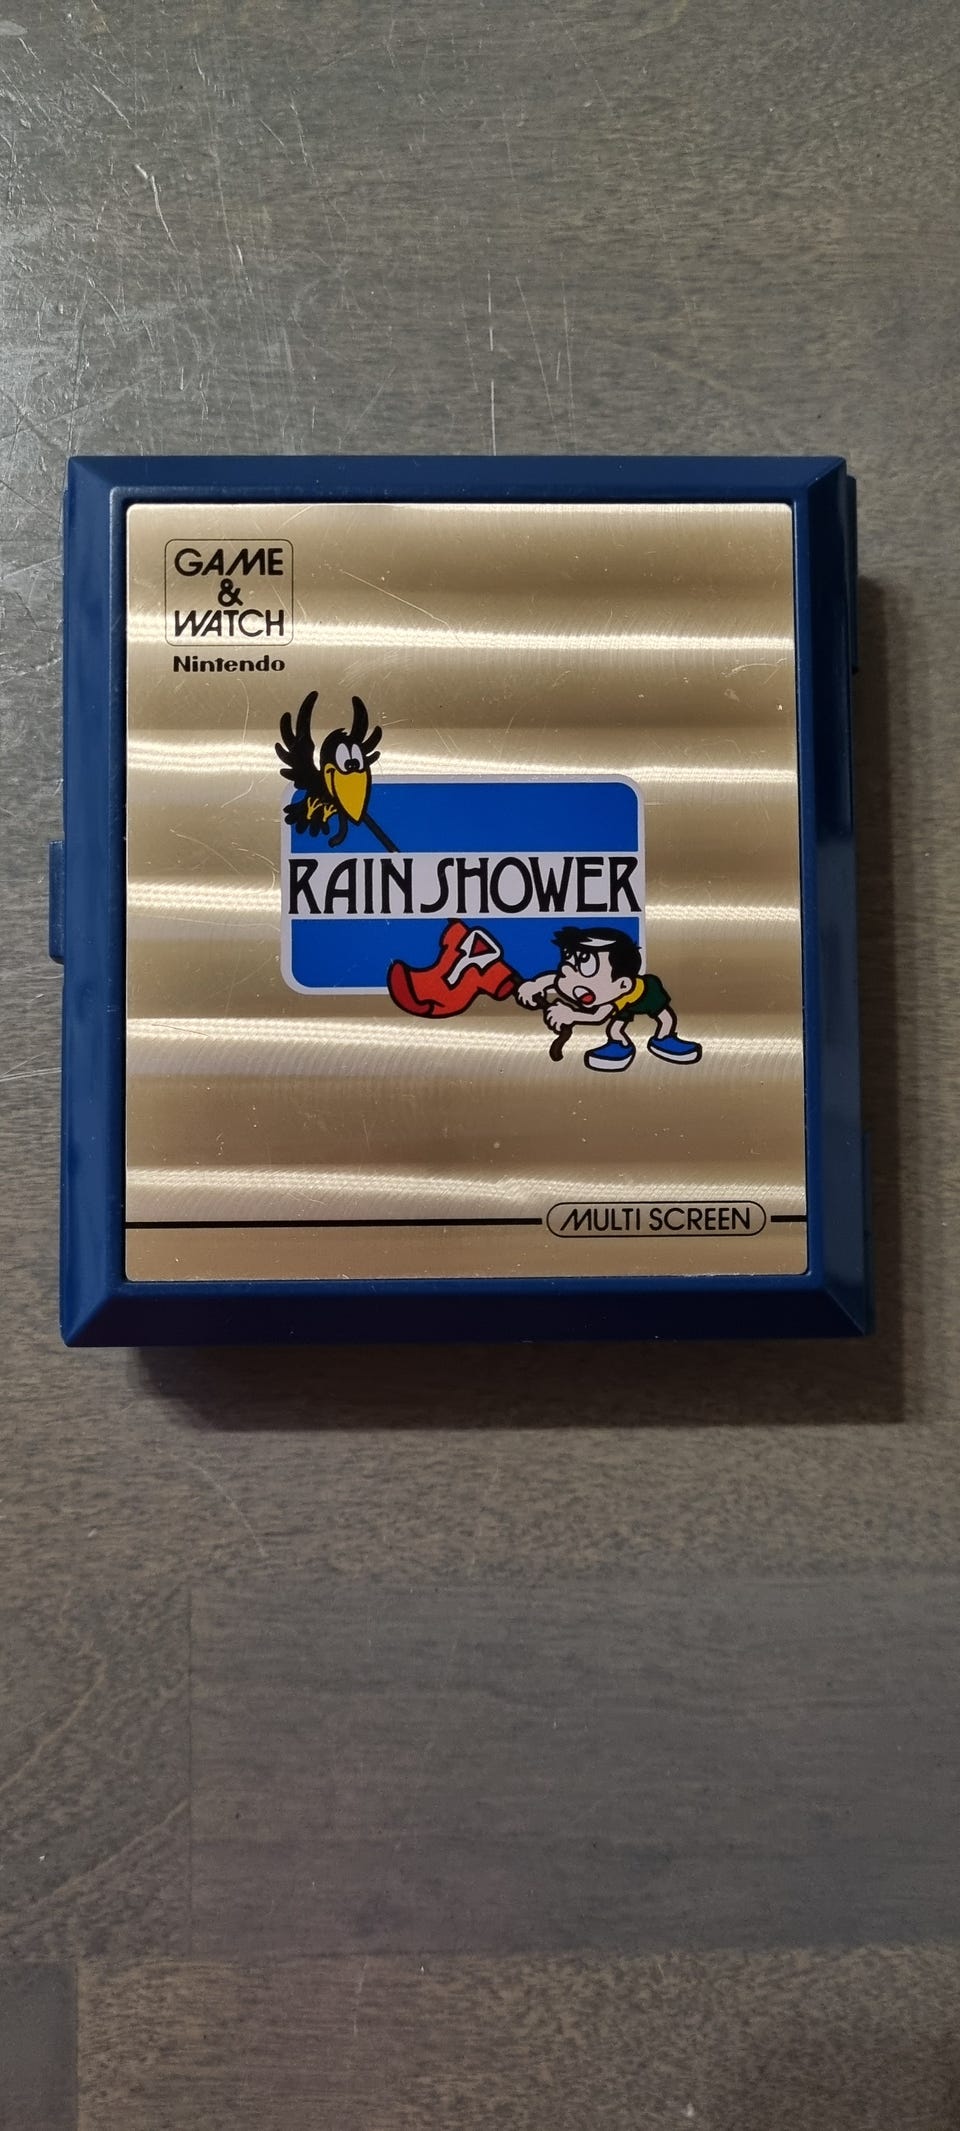 GAME
&
WATCH
Nintendo
RAIN SHOWER
MULTI SCREEN